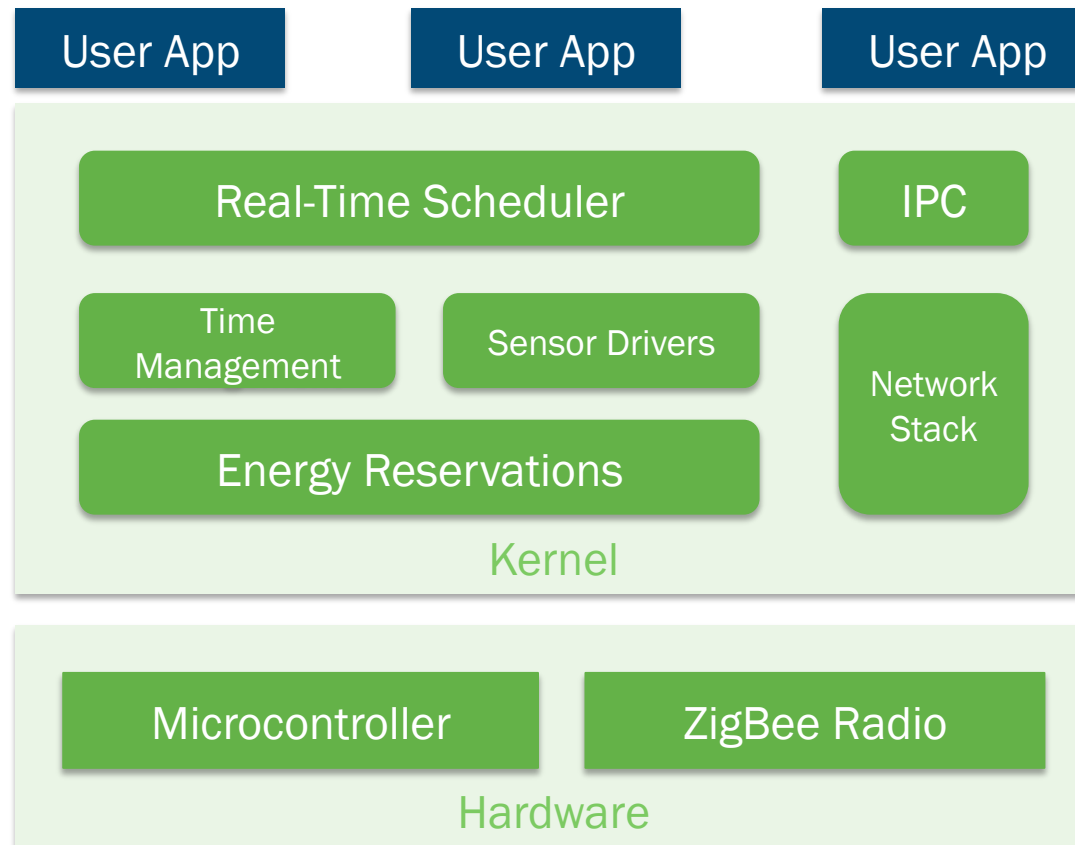 User App
User App
User App
Real-Time Scheduler
IPC
Time
Management
Sensor Drivers
Network
Stack
Energy Reservations
Kernel
Microcontroller
ZigBee Radio
Hardware